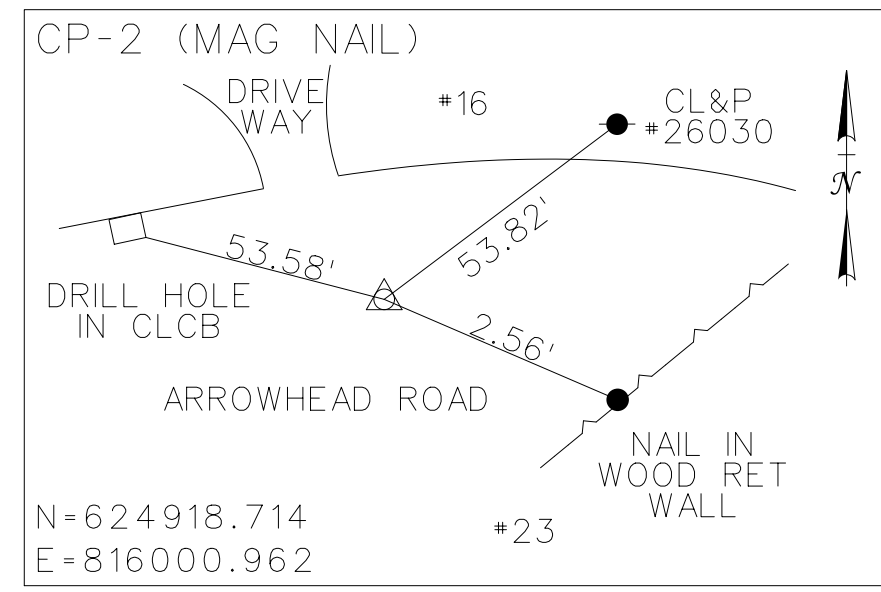 CP-2 (MAG NAIL)
DRIVE
WAY
#16
CL&P
#26030
N
53.58'
53.82'
DRILL HOLE
IN CLCB
2.56'
ARROWHEAD ROAD
NAIL IN
WOOD RET
WALL
N=624918.714
E=816000.962
#23